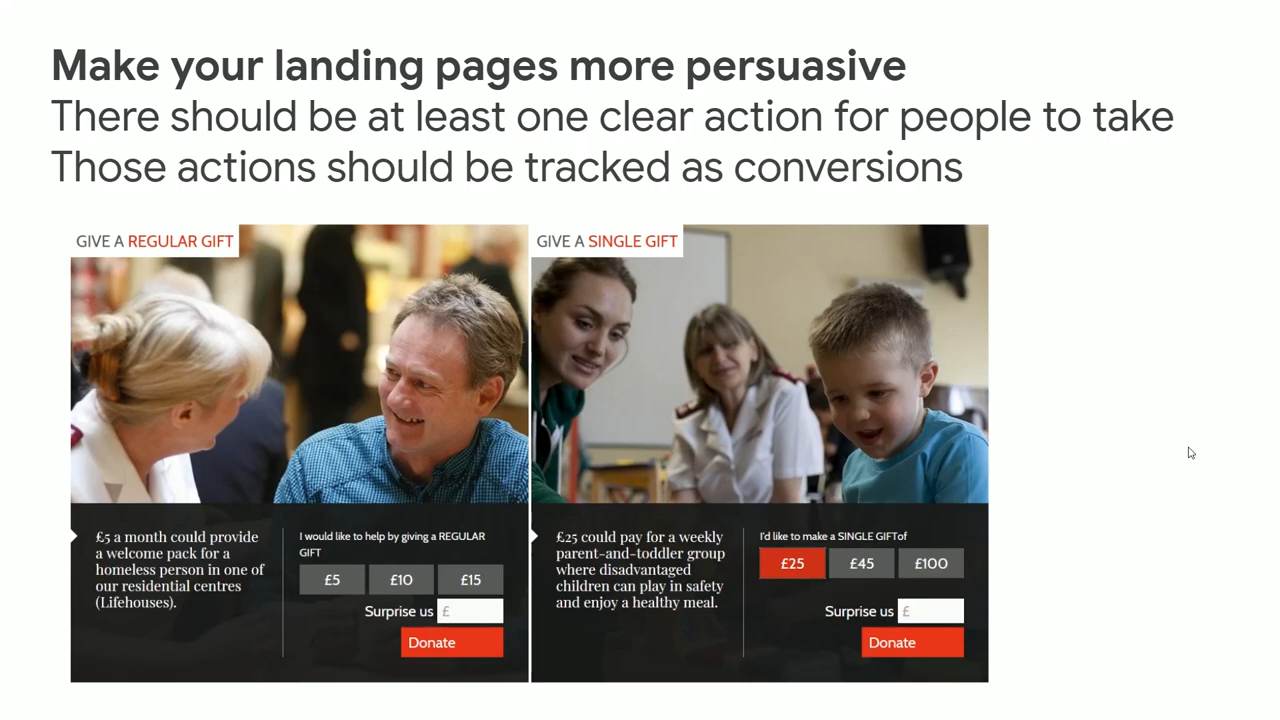 Make your landing pages more persuasive
There should be at least one clear action for people to take
Those actions should be tracked as conversions
GIVE A REGULAR GIFT
£5 a month could provide
a welcome pack for a
homeless person in one of
our residential centres
(Lifehouses).
I would like to help by giving a REGULAR
GIFT
£5 £10 £15
Surprise us £
Donate
GIVE A SINGLE GIFT
£25 could pay for a weekly
parent-and-toddler group
where disadvantaged
children can play in safety
and enjoy a healthy meal.
I'd like to make a SINGLE GIFTof
£25 £45 £100
Surprise us £
Donate